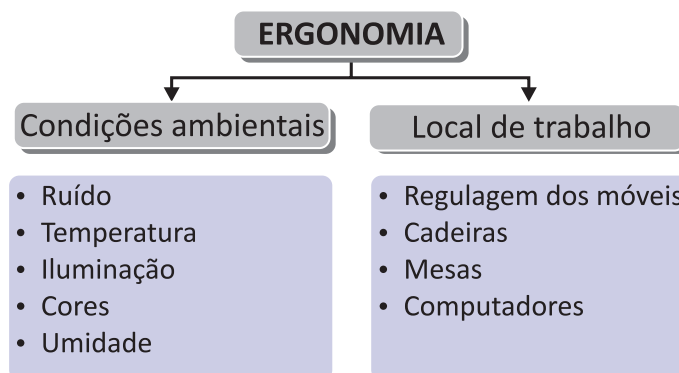 ERGONOMIA
Condições ambientais
• Ruído
• Temperatura
• Iluminação
• Cores
• Umidade
Local de trabalho
• Regulagem dos móveis
• Cadeiras
• Mesas
• Computadores